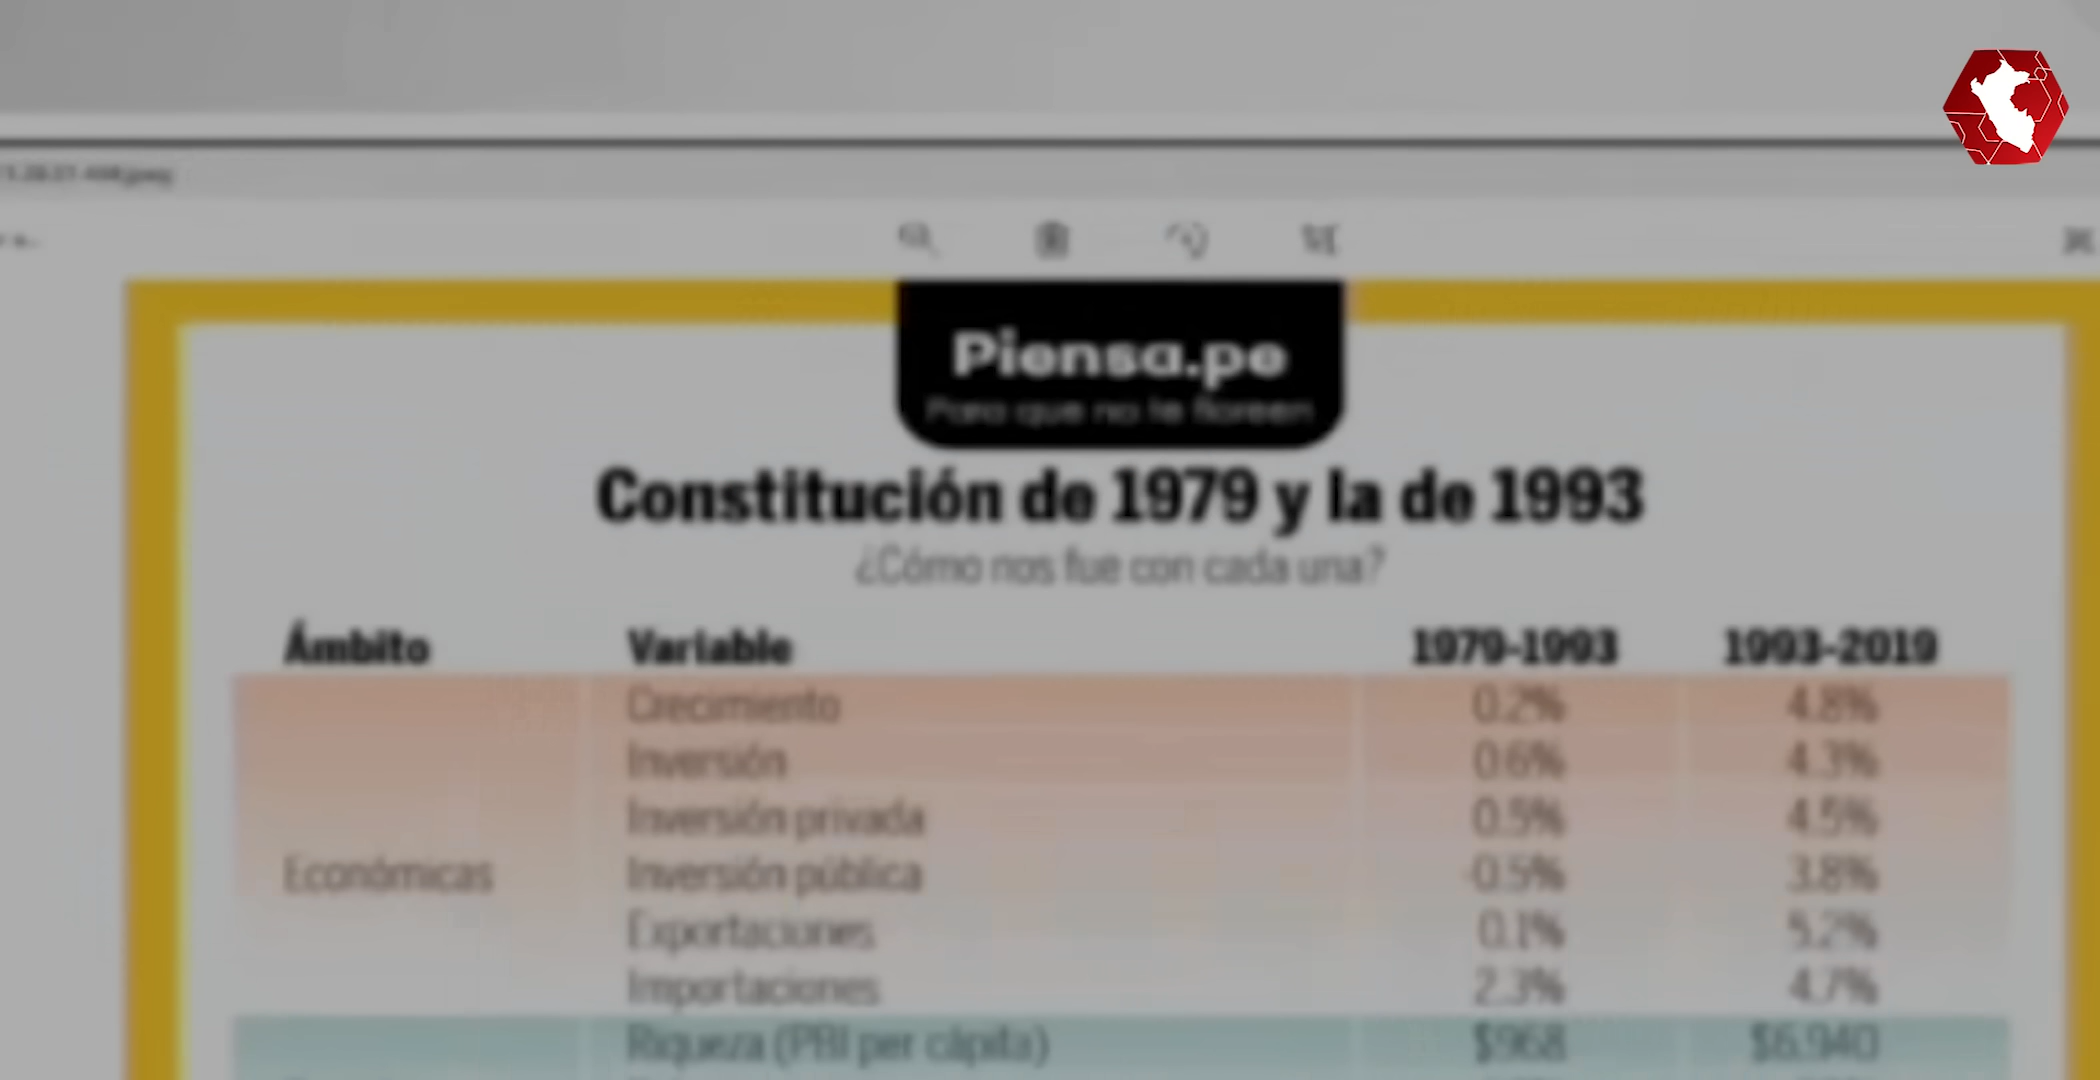 Piensa.pe
Para que no te floreen
Constitución de 1979 y la de 1993
¿Cómo nos fue con cada una?
Ámbito Variable 1979-1993 1993-2019
Crecimiento 0.2% 4.8%
Inversión 0.6% 4.3%
Inversión privada 0.5% 4.5%
Económicas Inversión pública -0.5% 3.8%
Exportaciones 0.1% 5.2%
Importaciones 2.3% 4.7%
Riqueza (PBI per cápita) $968 $6,940